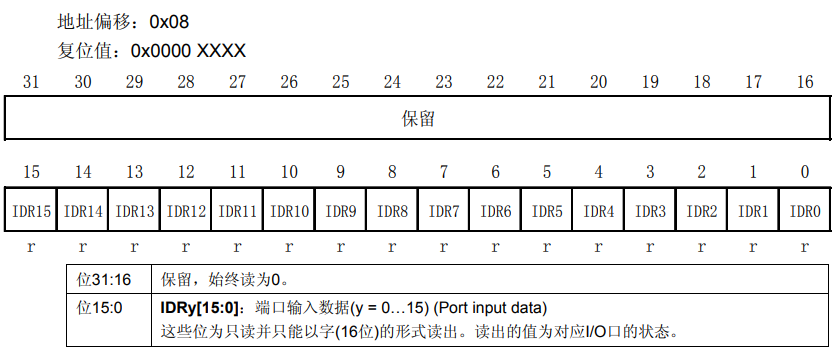 地址偏移：0x08
复位值：0x0000 XXXX
31 30 29 28 27 26 25 24 23 22 21 20 19 18 17 16
保留
15 14 13 12 11 10 9 8 7 6 5 4 3 2 1 0
IDR15 IDR14 IDR13 IDR12 IDR11 IDR10 IDR9 IDR8 IDR7 IDR6 IDR5 IDR4 IDR3 IDR2 IDR1 IDR0
r r r r r r r r r r r r r r r r
位31:16 保留，始终读为0。
位15:0 IDRy[15:0]：端口输入数据(y = 0…15) (Port input data)
这些位为只读并只能以字(16位)的形式读出。读出的值为对应I/O口的状态。